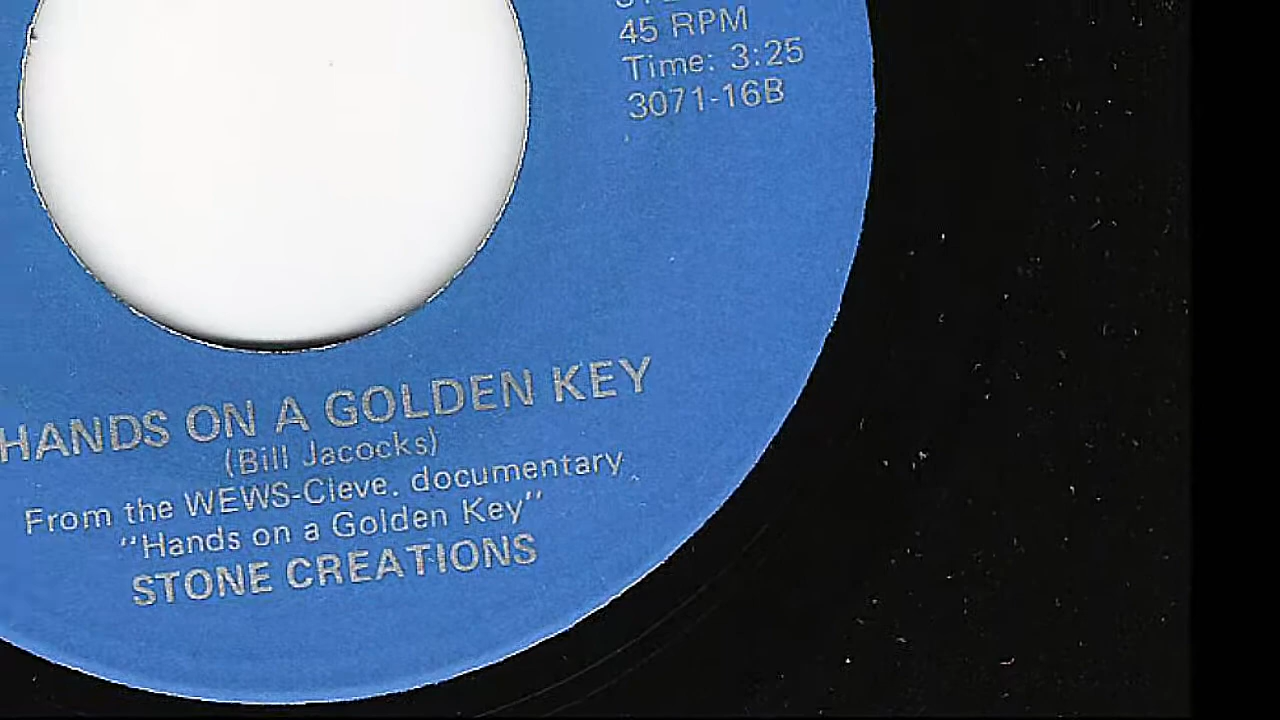 45 RPM
Time: 3:25
3071-16B
HANDS ON A GOLDEN KEY
(Bill Jacocks)
From the WEWS-Cleve. documentary
"Hands on a Golden Key"
STONE CREATIONS